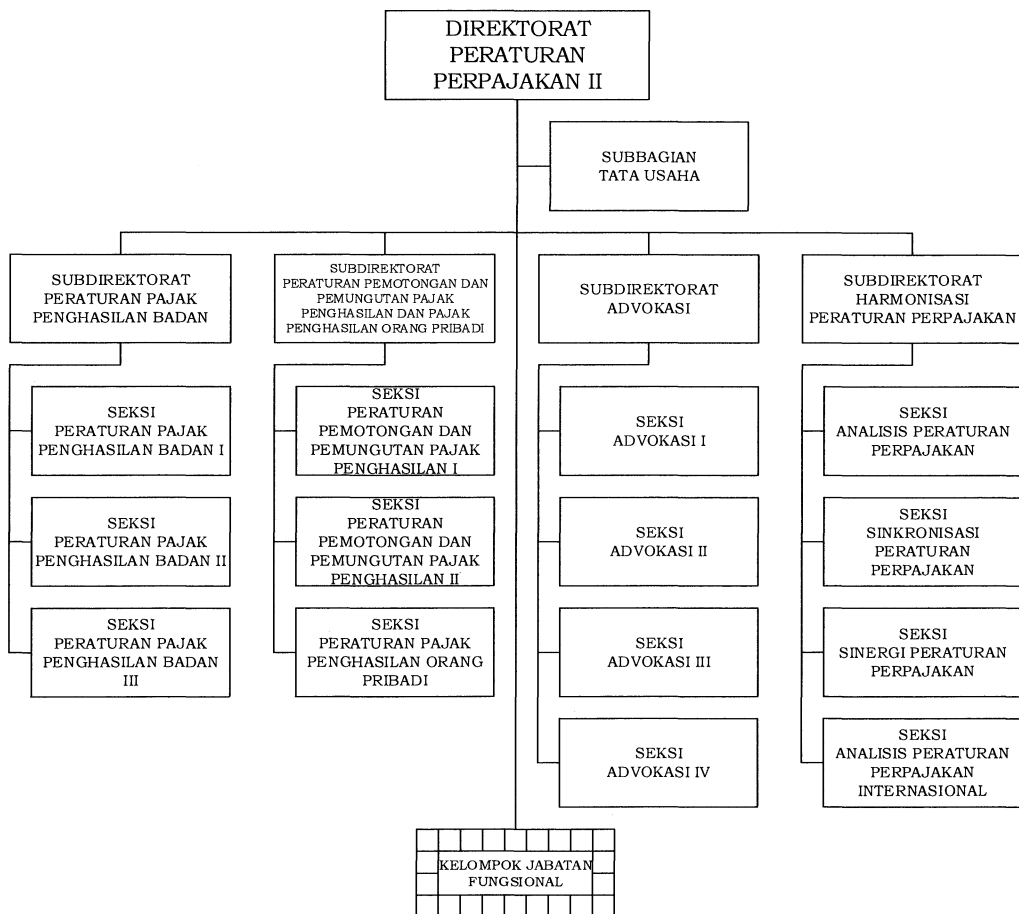 DIREKTORAT
PERATURAN
PERPAJAKAN II
SUBBAGIAN
TATA USAHA
SUBDIREKTORAT
PERATURAN PAJAK
PENGHASILAN BADAN
SUBDIREKTORAT
PERATURAN PEMOTONGAN DAN
PEMUNGUTAN PAJAK
PENGHASILAN DAN PAJAK
PENGHASILAN ORANG PRIBADI
SUBDIREKTORAT
ADVOKASI
SUBDIREKTORAT
HARMONISASI
PERATURAN PERPAJAKAN
SEKSI
PERATURAN PAJAK
PENGHASILAN BADAN I
SEKSI
PERATURAN PAJAK
PENGHASILAN BADAN II
SEKSI
PERATURAN PAJAK
PENGHASILAN BADAN
III
SEKSI
PERATURAN
PEMOTONGAN DAN
PEMUNGUTAN PAJAK
PENGHASILAN I
SEKSI
PERATURAN
PEMOTONGAN DAN
PEMUNGUTAN PAJAK
PENGHASILAN II
SEKSI
PERATURAN PAJAK
PENGHASILAN ORANG
PRIBADI
SEKSI
ADVOKASI I
SEKSI
ADVOKASI II
SEKSI
ADVOKASI III
SEKSI
ADVOKASI IV
SEKSI
ANALISIS PERATURAN
PERPAJAKAN
SEKSI
SINKRONISASI
PERATURAN
PERPAJAKAN
SEKSI
SINERGI PERATURAN
PERPAJAKAN
SEKSI
ANALISIS PERATURAN
PERPAJAKAN
INTERNASIONAL
KELOMPOK JABATAN
FUNGSIONAL